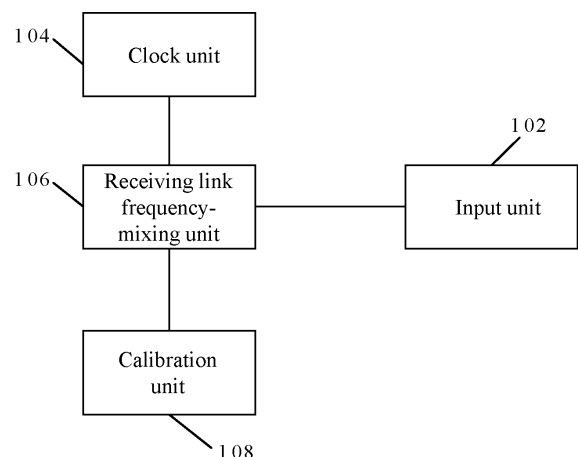 104
Clock unit
102
106
Receiving link
frequency-
mixing unit
Input unit
Calibration
unit
108